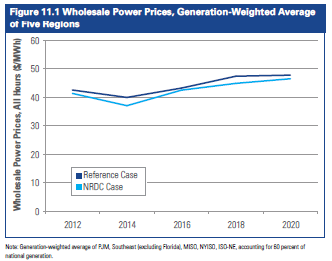 Figure 11.1 Wholesale Power Prices, Generation-Weighted Average
of Five Regions
Wholesale Power Prices, All Hours ($/MWh)
60
50
40
30
20
10
0
Reference Case
NRDC Case
2012 2014 2016 2018 2020
Note: Generation-weighted average of PJM, Southeast (excluding Florida), MISO, NYISO, ISO-NE, accounting for 60 percent of
national generation.